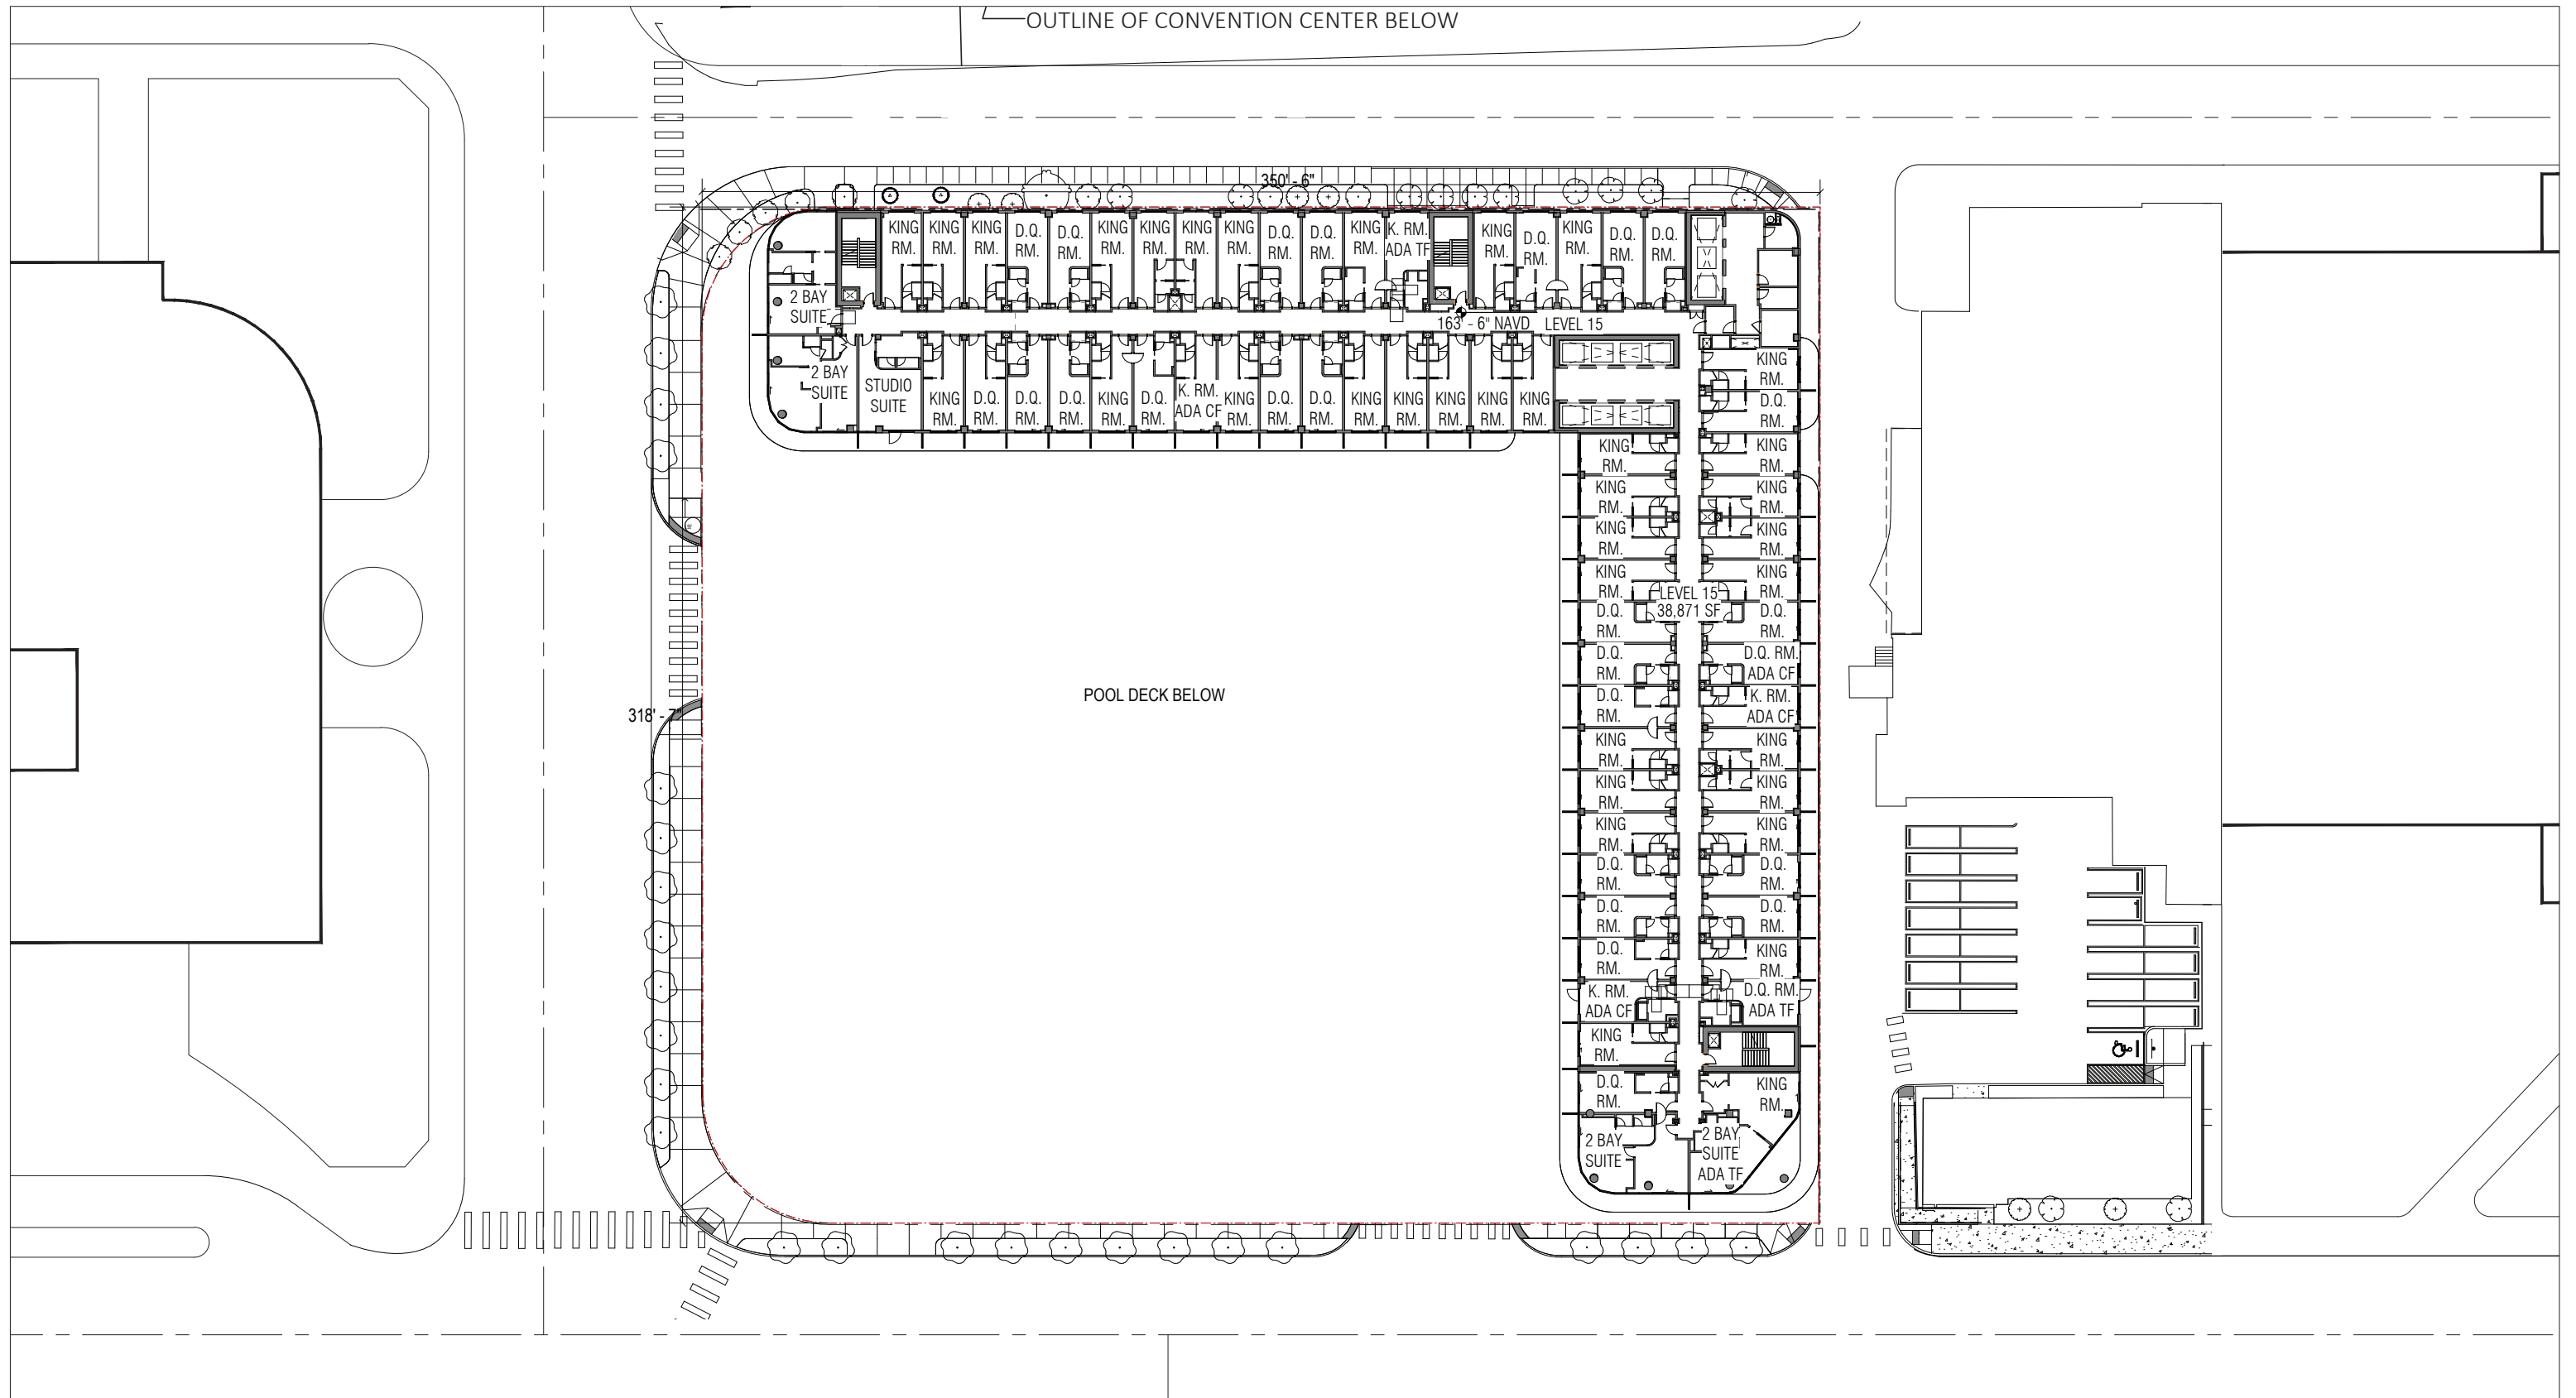 OUTLINE OF CONVENTION CENTER BELOW
350' - 6"
KING
RM.
KING
RM.
KING
RM.
D.Q.
RM.
D.Q.
RM.
KING
RM.
KING
RM.
KING
RM.
KING
RM.
D.Q.
RM.
D.Q.
RM.
KING
RM.
K. RM.
ADA TF
KING
RM.
D.Q.
RM.
KING
RM.
D.Q.
RM.
D.Q.
RM.
2 BAY
SUITE
163' - 6" NAVD
LEVEL 15
2 BAY
SUITE
STUDIO
SUITE
KING
RM.
D.Q.
RM.
D.Q.
RM.
D.Q.
RM.
KING
RM.
D.Q.
RM.
K. RM.
ADA CF
KING
RM.
D.Q.
RM.
D.Q.
RM.
KING
RM.
KING
RM.
KING
RM.
KING
RM.
KING
RM.
KING
RM.
D.Q.
RM.
KING
RM.
KING
RM.
KING
RM.
KING
RM.
KING
RM.
KING
RM.
KING
RM.
KING
RM.
LEVEL 15
38,871 SF
D.Q.
RM.
D.Q.
RM.
D.Q.
RM.
D.Q. RM.
ADA CF
D.Q.
RM.
K. RM.
ADA CF
POOL DECK BELOW
318' - 7"
KING
RM.
KING
RM.
KING
RM.
KING
RM.
KING
RM.
KING
RM.
D.Q.
RM.
D.Q.
RM.
D.Q.
RM.
D.Q.
RM.
D.Q.
RM.
KING
RM.
K. RM.
ADA CF
D.Q. RM.
ADA TF
KING
RM.
D.Q.
RM.
KING
RM.
2 BAY
SUITE
2 BAY
SUITE
ADA TF